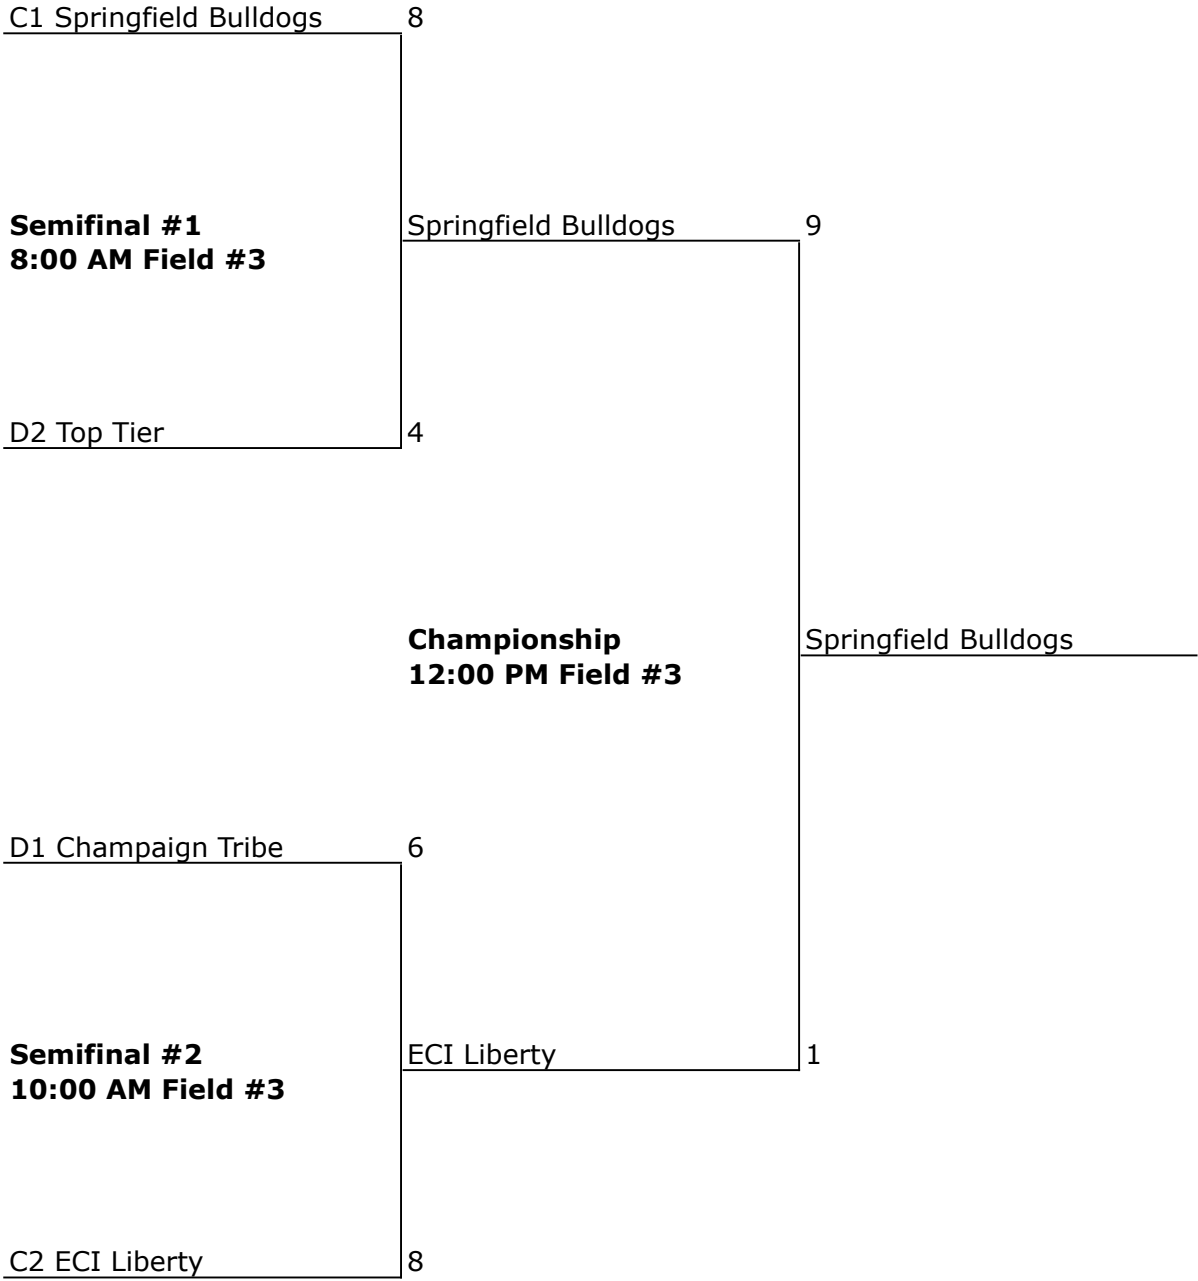 C1 Springfield Bulldogs 8
Semifinal #1
8:00 AM Field #3
Springfield Bulldogs 9
D2 Top Tier 4
Championship
12:00 PM Field #3
Springfield Bulldogs
D1 Champaign Tribe 6
Semifinal #2
10:00 AM Field #3
ECI Liberty 1
C2 ECI Liberty 8